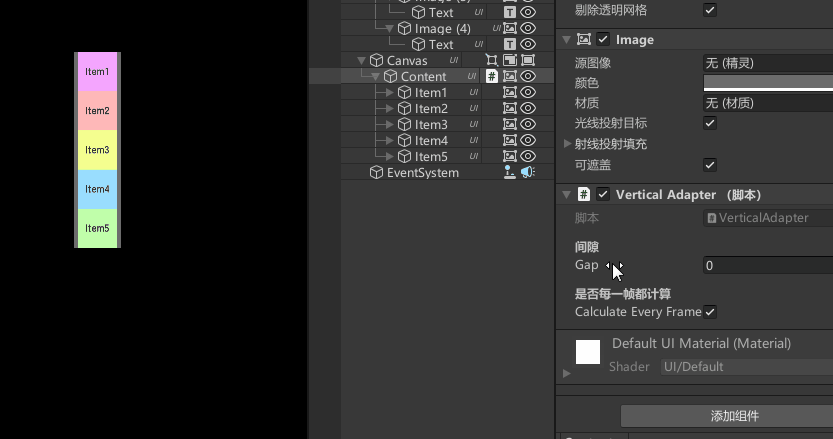 Item1
Item2
Item3
Item4
Item5
Text UI T
Image (4) UI
Text UI T
Canvas UI
Content UI #
Item1 UI
Item2 UI
Item3 UI
Item4 UI
Item5 UI
EventSystem
剔除透明网格
Image
源图像 无 (精灵)
颜色
材质 无 (材质)
光线投射目标
射线投射填充
可遮盖
# Vertical Adapter （脚本）
脚本 # VerticalAdapter
间隙
Gap 0
是否每一帧都计算
Calculate Every Frame
Default UI Material (Material)
Shader UI/Default
添加组件